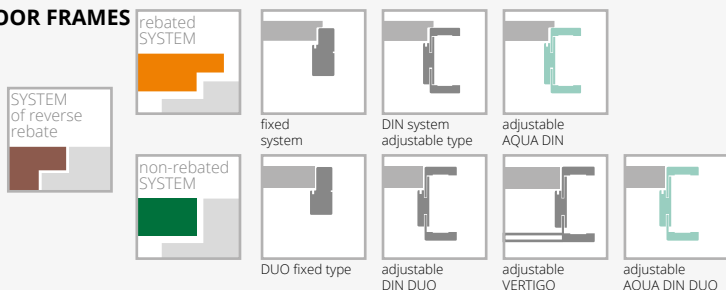 OOR FRAMES
rebated
SYSTEM
fixed
system
DIN system
adjustable type
adjustable
AQUA DIN
SYSTEM
of reverse
rebate
non-rebated
SYSTEM
DUO fixed type
adjustable
DIN DUO
adjustable
VERTIGO
adjustable
AQUA DIN DUO